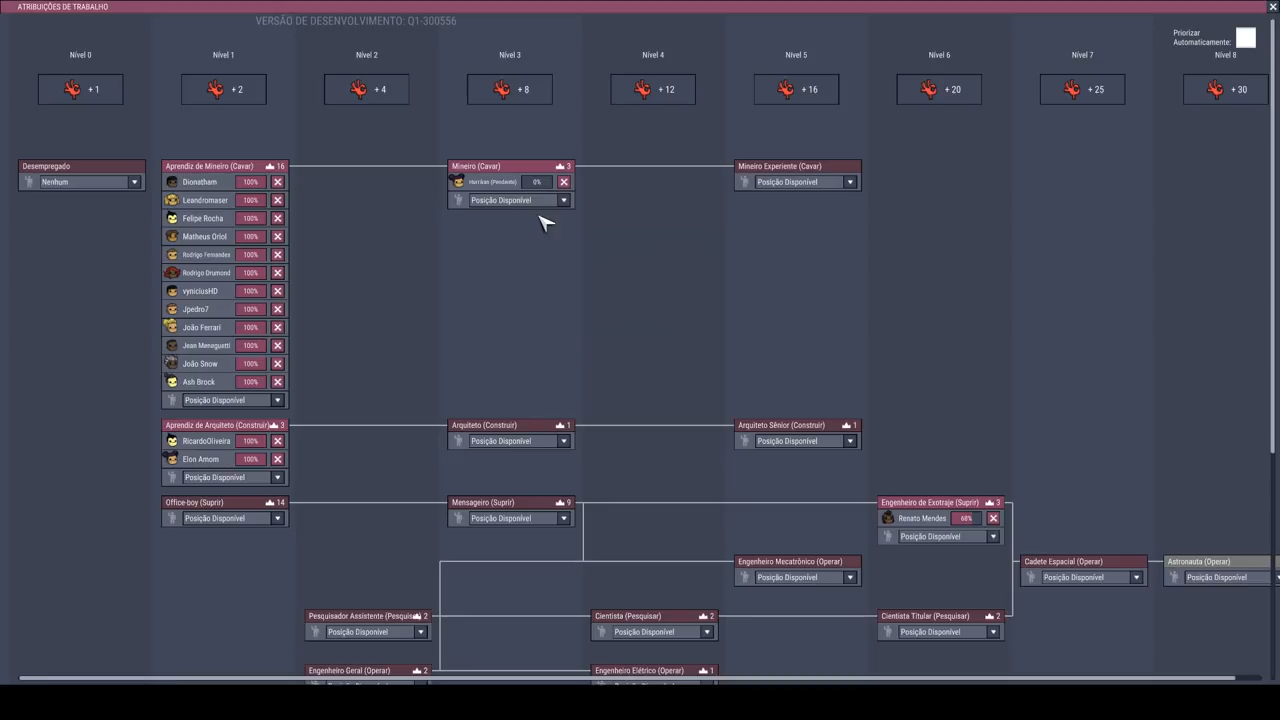 ATRIBUIÇÕES DE TRABALHO
VERSÃO DE DESENVOLVIMENTO: Q1-300556
Priorizar
Automaticamente:
Nível 0
Nível 1
Nível 2
Nível 3
Nível 4
Nível 5
Nível 6
Nível 7
Nível 8
+ 1
+ 2
+ 4
+ 8
+ 12
+ 16
+ 20
+ 25
+ 30
Desempregado
Nenhum
Aprendiz de Mineiro (Cavar) 16
Dionatham 100%
Leandromaser 100%
Felipe Rocha 100%
Matheus Oriol 100%
Rodrigo Fernandes 100%
Rodrigo Drumond 100%
vyniciusHD 100%
Jpedro7 100%
João Ferrari 100%
Jean Meneguetti 100%
João Snow 100%
Ash Brock 100%
Posição Disponível
Mineiro (Cavar) 3
Harrikan (Pendente) 0%
Posição Disponível
Mineiro Experiente (Cavar)
Posição Disponível
Aprendiz de Arquiteto (Construir) 3
RicardoOliveira 100%
Elon Amom 100%
Posição Disponível
Arquiteto (Construir) 1
Posição Disponível
Arquiteto Sênior (Construir) 1
Posição Disponível
Office-boy (Suprir) 14
Posição Disponível
Mensageiro (Suprir) 9
Posição Disponível
Engenheiro de Exotraje (Suprir) 3
Renato Mendes 68%
Posição Disponível
Engenheiro Mecatrônico (Operar)
Posição Disponível
Cadete Espacial (Operar)
Posição Disponível
Astronauta (Operar)
Posição Disponível
Pesquisador Assistente (Pesquisar) 2
Posição Disponível
Cientista (Pesquisar) 2
Posição Disponível
Cientista Titular (Pesquisar) 2
Posição Disponível
Engenheiro Geral (Operar) 2
Engenheiro Elétrico (Operar) 1